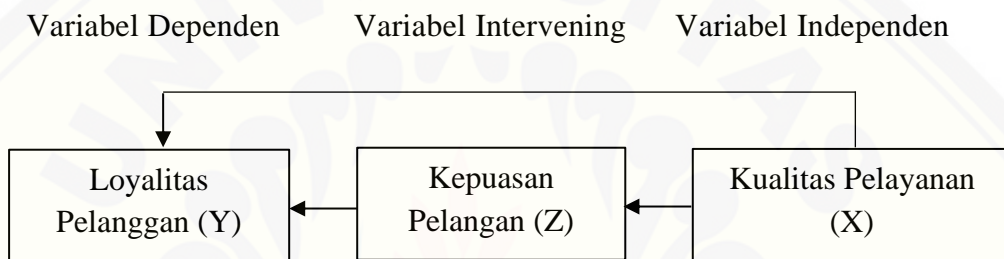 Variabel Dependen Variabel Intervening Variabel Independen
Loyalitas
Pelanggan (Y)
Kepuasan
Pelangan (Z)
Kualitas Pelayanan
(X)